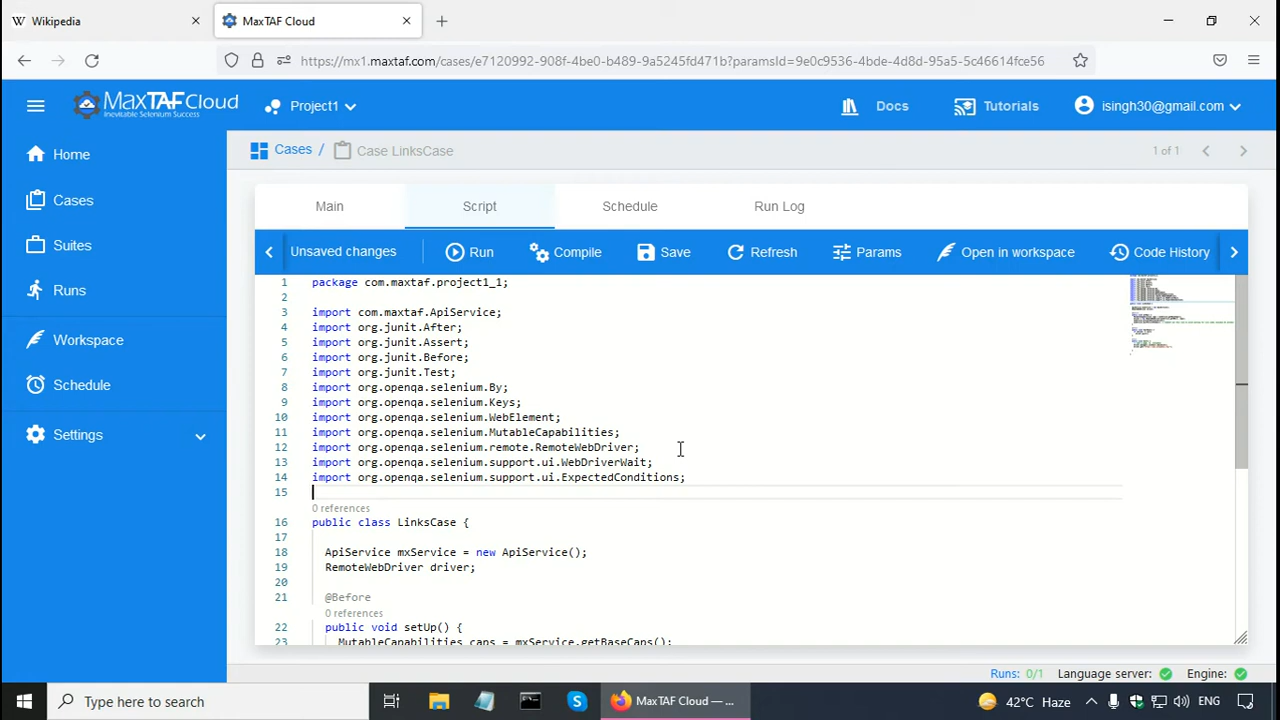 W Wikipedia
MaxTAF Cloud
https://mx1.maxtaf.com/cases/e7120992-908f-4be0-b489-9a5245fd471b?paramsId=9e0c9536-4bde-4d8d-95a5-5c46614fce56
MaxTAF Cloud
Inevitable Selenium Success
Project1
Docs
Tutorials
isingh30@gmail.com
Home
Cases
Suites
Runs
Workspace
Schedule
Settings
Cases / Case LinksCase
1 of 1
Main
Script
Schedule
Run Log
Unsaved changes
Run
Compile
Save
Refresh
Params
Open in workspace
Code History
1 package com.maxtaf.project1_1;
2
3 import com.maxtaf.ApiService;
4 import org.junit.After;
5 import org.junit.Assert;
6 import org.junit.Before;
7 import org.junit.Test;
8 import org.openqa.selenium.By;
9 import org.openqa.selenium.Keys;
10 import org.openqa.selenium.WebElement;
11 import org.openqa.selenium.MutableCapabilities;
12 import org.openqa.selenium.remote.RemoteWebDriver;
13 import org.openqa.selenium.support.ui.WebDriverWait;
14 import org.openqa.selenium.support.ui.ExpectedConditions;
15
0 references
16 public class LinksCase {
17
18 ApiService mxService = new ApiService();
19 RemoteWebDriver driver;
20
21 @Before
0 references
22 public void setUp() {
23 MutableCapabilities caps = mxService.getBaseCaps();
Runs: 0/1 Language server: Engine:
Type here to search
MaxTAF Cloud — ...
42°C Haze
ENG